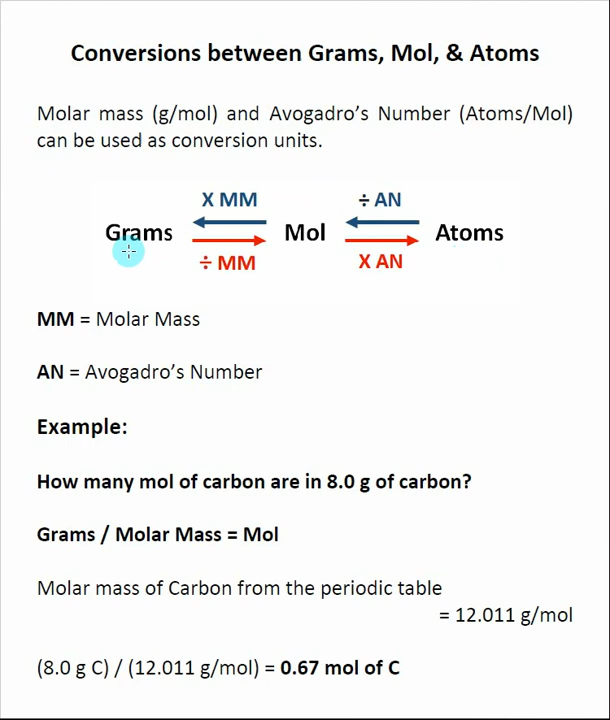 Conversions between Grams, Mol, & Atoms
Molar mass (g/mol) and Avogadro’s Number (Atoms/Mol)
can be used as conversion units.
X MM ÷ AN
Grams Mol Atoms
÷ MM X AN
MM = Molar Mass
AN = Avogadro’s Number
Example:
How many mol of carbon are in 8.0 g of carbon?
Grams / Molar Mass = Mol
Molar mass of Carbon from the periodic table
= 12.011 g/mol
(8.0 g C) / (12.011 g/mol) = 0.67 mol of C